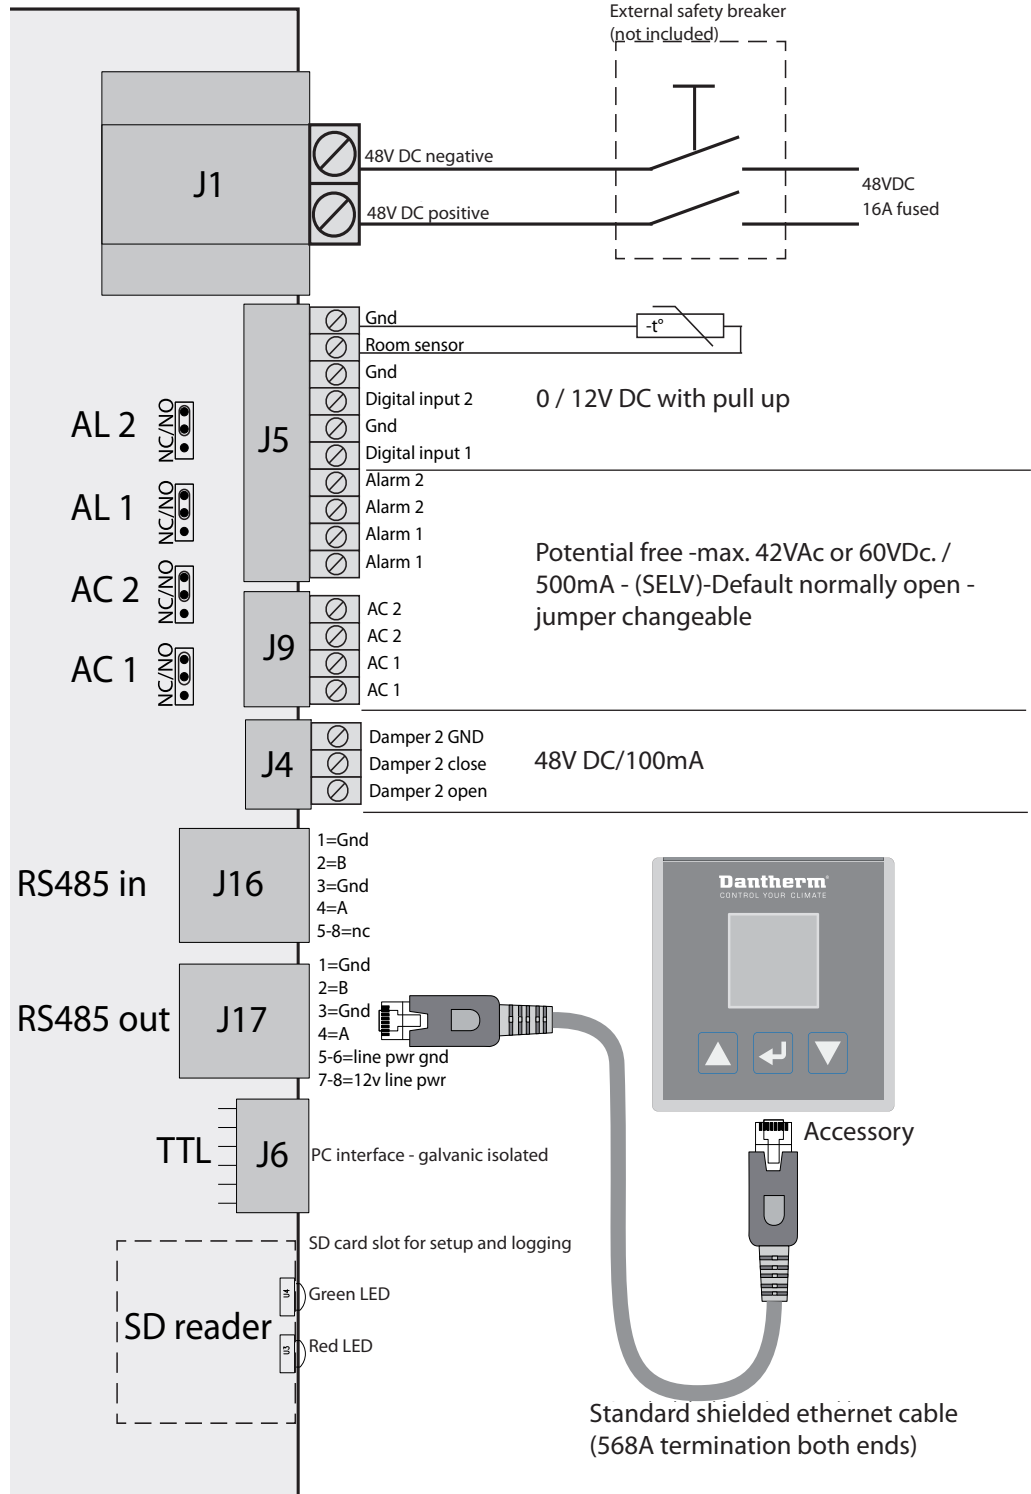 External safety breaker
(not included)
J1
48V DC negative
48V DC positive
48VDC
16A fused
Gnd
Room sensor
-t°
Gnd
Digital input 2
Gnd
Digital input 1
0 / 12V DC with pull up
J5
Alarm 2
Alarm 2
Alarm 1
Alarm 1
AL 2
NC/NO
AL 1
NC/NO
AC 2
NC/NO
AC 1
NC/NO
Potential free -max. 42VAc or 60VDc. /
500mA - (SELV)-Default normally open -
jumper changeable
J9
AC 2
AC 2
AC 1
AC 1
J4
Damper 2 GND
Damper 2 close
Damper 2 open
48V DC/100mA
RS485 in
J16
1=Gnd
2=B
3=Gnd
4=A
5-8=nc
RS485 out
J17
1=Gnd
2=B
3=Gnd
4=A
5-6=line pwr gnd
7-8=12v line pwr
Dantherm®
CONTROL YOUR CLIMATE
Accessory
TTL
J6
PC interface - galvanic isolated
SD card slot for setup and logging
SD reader
U4
Green LED
U3
Red LED
Standard shielded ethernet cable
(568A termination both ends)